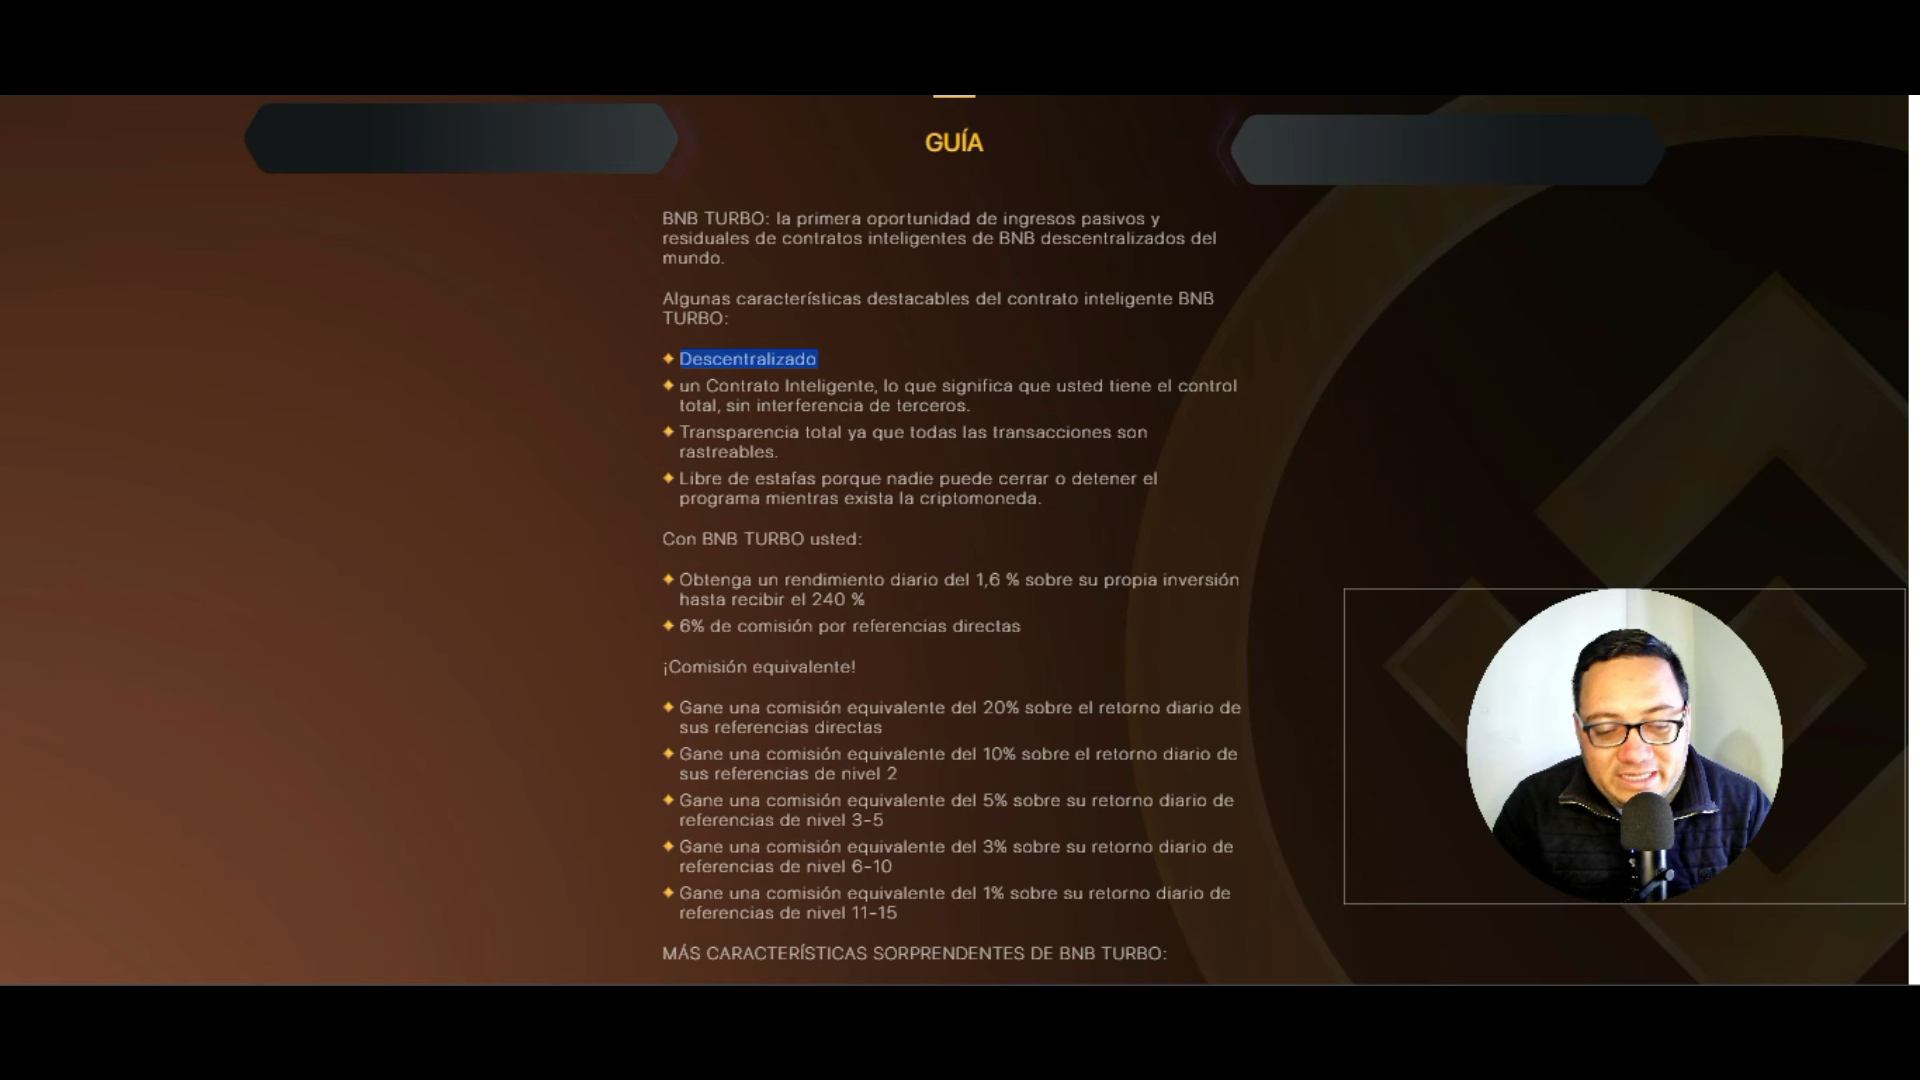 GUÍA
BNB TURBO: la primera oportunidad de ingresos pasivos y
residuales de contratos inteligentes de BNB descentralizados del
mundo.
Algunas características destacables del contrato inteligente BNB
TURBO:
Descentralizado
un Contrato Inteligente, lo que significa que usted tiene el control
total, sin interferencia de terceros.
Transparencia total ya que todas las transacciones son
rastreables.
Libre de estafas porque nadie puede cerrar o detener el
programa mientras exista la criptomoneda.
Con BNB TURBO usted:
Obtenga un rendimiento diario del 1,6 % sobre su propia inversión
hasta recibir el 240 %
6% de comisión por referencias directas
¡Comisión equivalente!
Gane una comisión equivalente del 20% sobre el retorno diario de
sus referencias directas
Gane una comisión equivalente del 10% sobre el retorno diario de
sus referencias de nivel 2
Gane una comisión equivalente del 5% sobre su retorno diario de
referencias de nivel 3-5
Gane una comisión equivalente del 3% sobre su retorno diario de
referencias de nivel 6-10
Gane una comisión equivalente del 1% sobre su retorno diario de
referencias de nivel 11-15
MÁS CARACTERÍSTICAS SORPRENDENTES DE BNB TURBO: